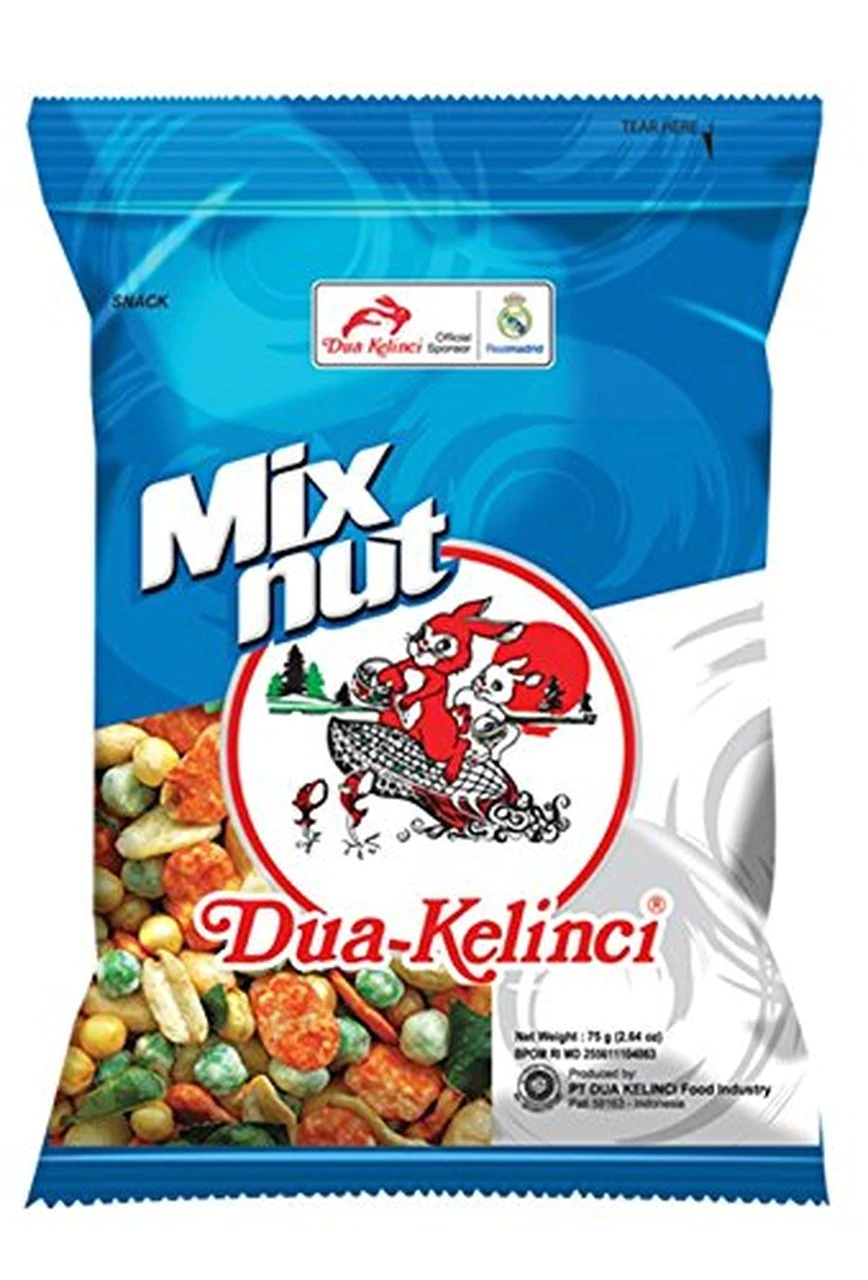 TEAR HERE
SNACK
Dua Kelinci
Official
Sponsor
Realmadrid
Mix
nut
Dua-Kelinci®
Net Weight : 75 g (2.64 oz)
BPOM RI MD 255611104063
Produced by:
PT DUA KELINCI Food Industry
Pati 59163 - Indonesia